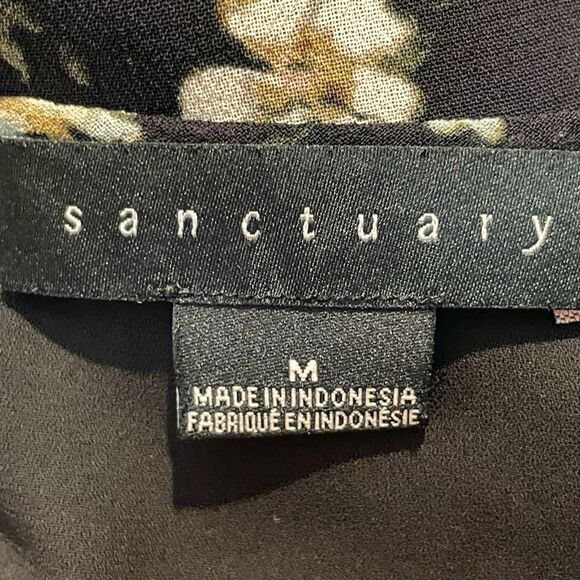 sanctuary
M
MADE IN INDONESIA
FABRIQUÉ EN INDONÉSIE